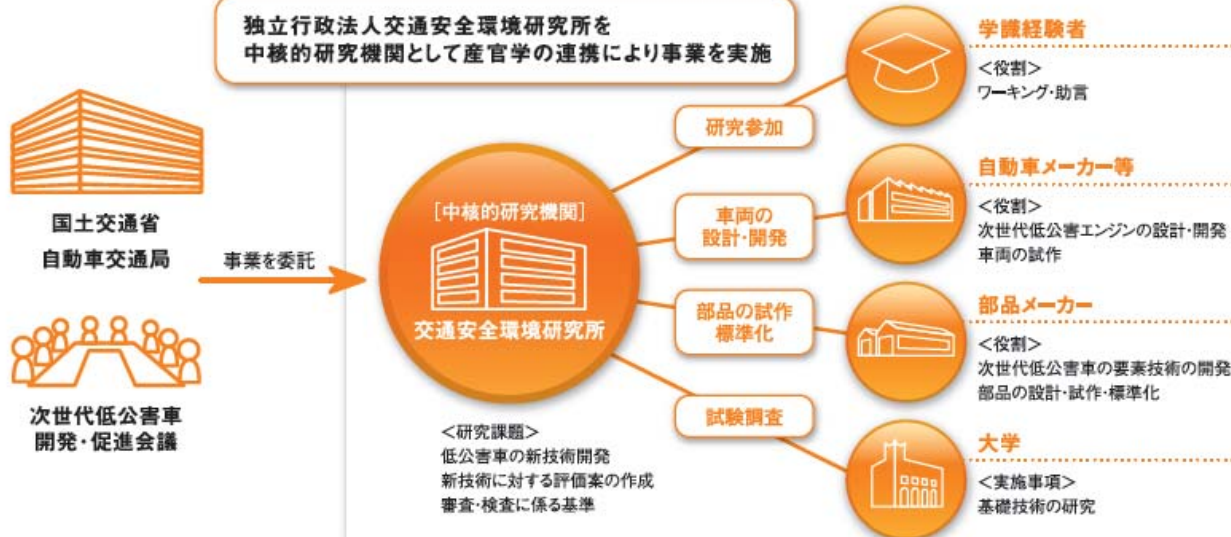 独立行政法人交通安全環境研究所を
中核的研究機関として産官学の連携により事業を実施
国土交通省
自動車交通局
次世代低公害車
開発・促進会議
事業を委託
［中核的研究機関］
交通安全環境研究所
＜研究課題＞
低公害車の新技術開発
新技術に対する評価案の作成
審査・検査に係る基準
研究参加
車両の
設計・開発
部品の試作
標準化
試験調査
学識経験者
＜役割＞
ワーキング・助言
自動車メーカー等
＜役割＞
次世代低公害エンジンの設計・開発
車両の試作
部品メーカー
＜役割＞
次世代低公害車の要素技術の開発
部品の設計・試作・標準化
大学
＜実施事項＞
基礎技術の研究